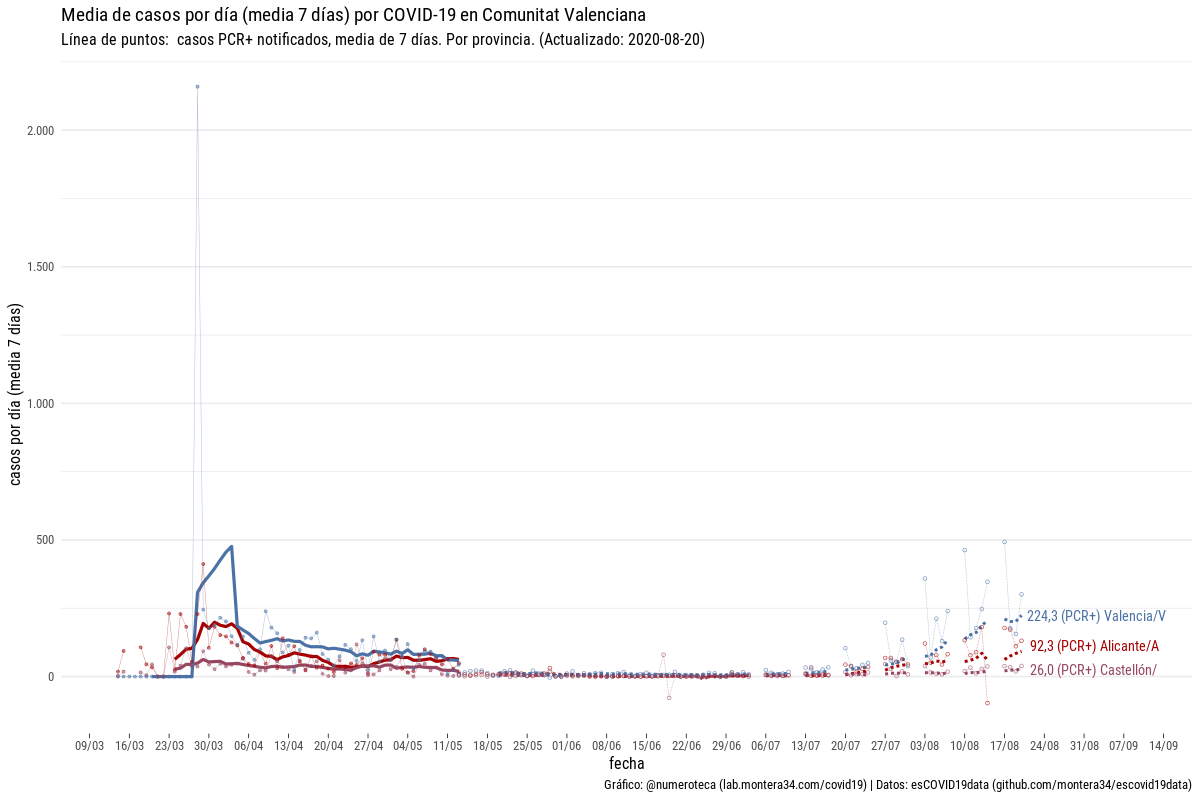 Media de casos por día (media 7 días) por COVID-19 en Comunitat Valenciana
Línea de puntos:  casos PCR+ notificados, media de 7 días. Por provincia. (Actualizado: 2020-08-20)
casos por día (media 7 días)
2.000
1.500
1.000
500
0
224,3 (PCR+) Valencia/V
92,3 (PCR+) Alicante/A
26,0 (PCR+) Castellón/
09/03 16/03 23/03 30/03 06/04 13/04 20/04 27/04 04/05 11/05 18/05 25/05 01/06 08/06 15/06 22/06 29/06 06/07 13/07 20/07 27/07 03/08 10/08 17/08 24/08 31/08 07/09 14/09
fecha
Gráfico: @numeroteca (lab.montera34.com/covid19) | Datos: esCOVID19data (github.com/montera34/escovid19data)